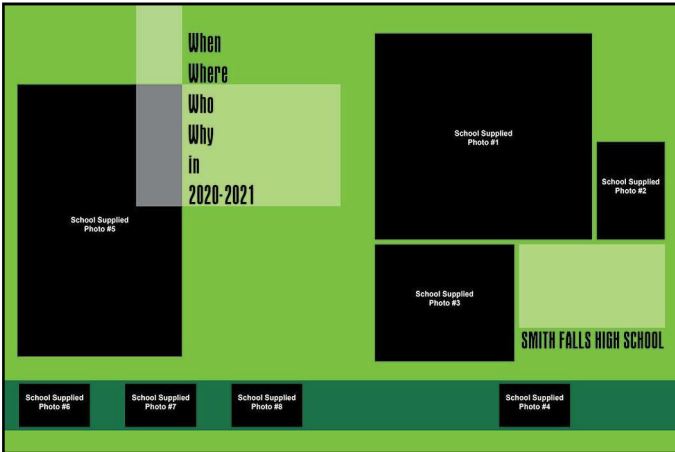 When
Where
Who
Why
in
2020-2021
School Supplied
Photo #5
School Supplied
Photo #1
School Supplied
Photo #2
School Supplied
Photo #3
SMITH FALLS HIGH SCHOOL
School Supplied
Photo #6
School Supplied
Photo #7
School Supplied
Photo #8
School Supplied
Photo #4